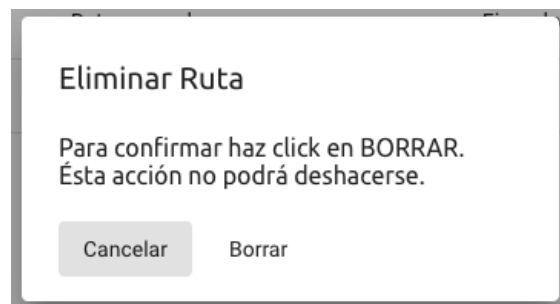 Eliminar Ruta
Para confirmar haz click en BORRAR.
Ésta acción no podrá deshacerse.
Cancelar Borrar